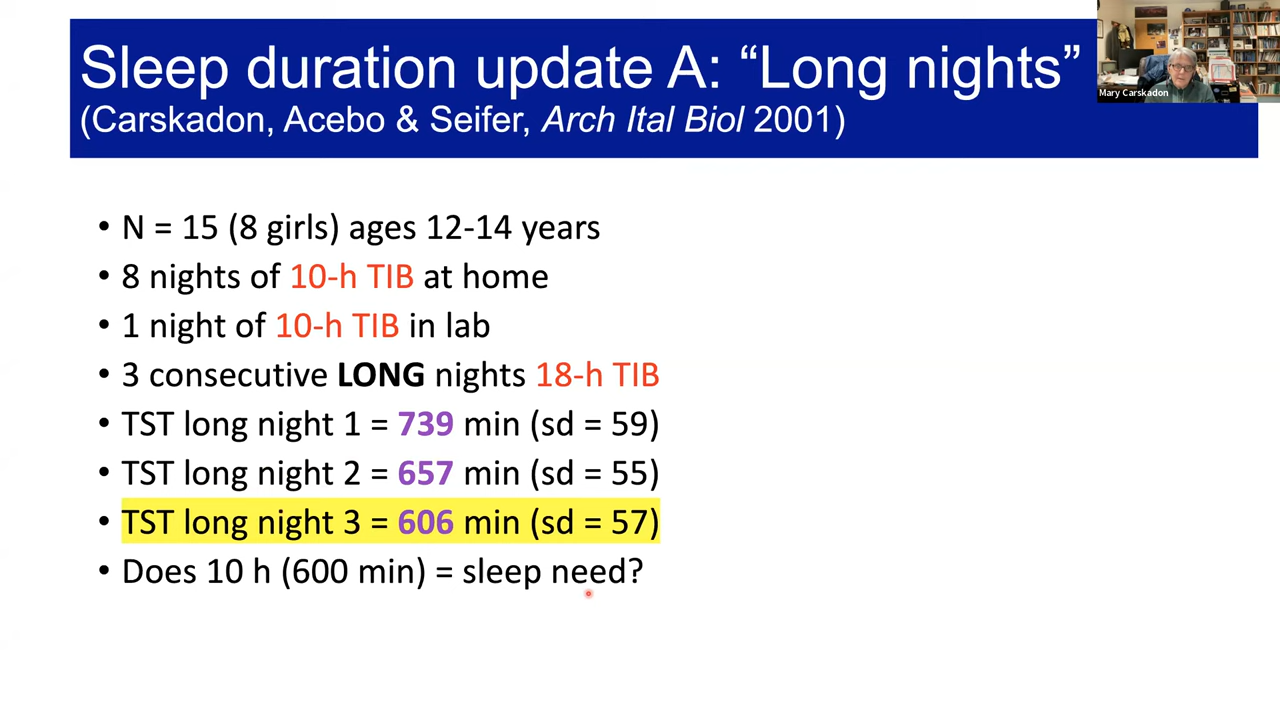 Sleep duration update A: “Long nights”
(Carskadon, Acebo & Seifer, Arch Ital Biol 2001)
Mary Carskadon
• N = 15 (8 girls) ages 12-14 years
• 8 nights of 10-h TIB at home
• 1 night of 10-h TIB in lab
• 3 consecutive LONG nights 18-h TIB
• TST long night 1 = 739 min (sd = 59)
• TST long night 2 = 657 min (sd = 55)
• TST long night 3 = 606 min (sd = 57)
• Does 10 h (600 min) = sleep need?